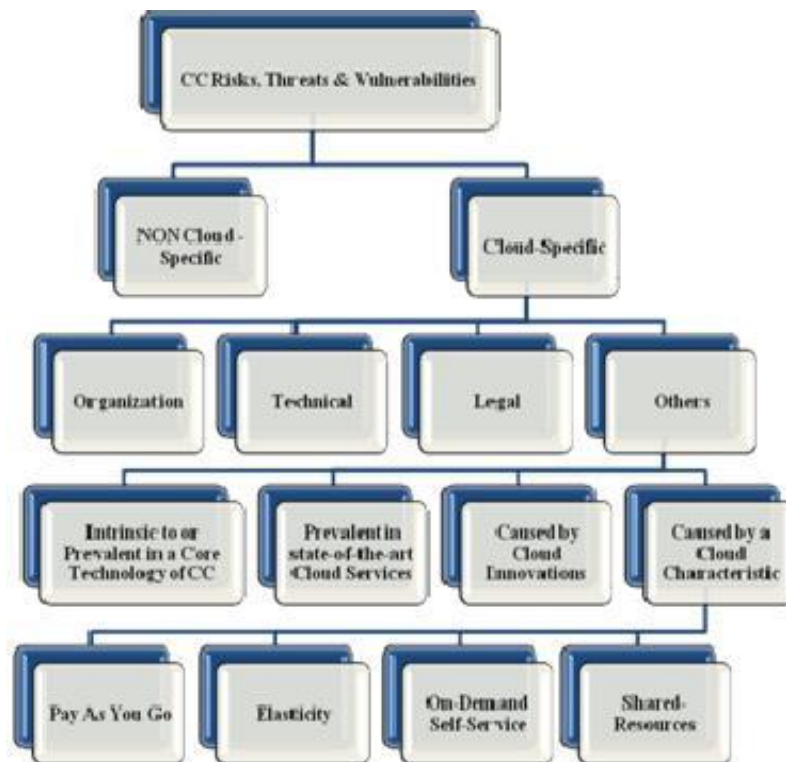 CC Risks, Threats & Vulnerabilities
NON Cloud -
Specific
Cloud-Specific
Organization
Technical
Legal
Others
Intrinsic to or
Prevalent in a Core
Technology of CC
Prevalent in
state-of-the-art
Cloud Services
Caused by
Cloud
Innovations
Caused by a
Cloud
Characteristic
Pay As You Go
Elasticity
On-Demand
Self-Service
Shared-
Resources